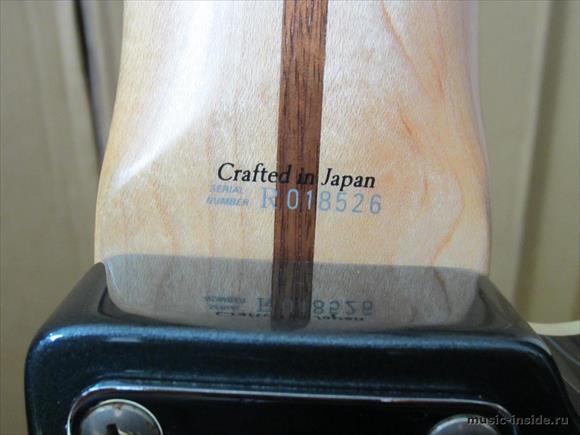 Crafted in Japan
SERIAL
NUMBER R018526
music-inside.ru